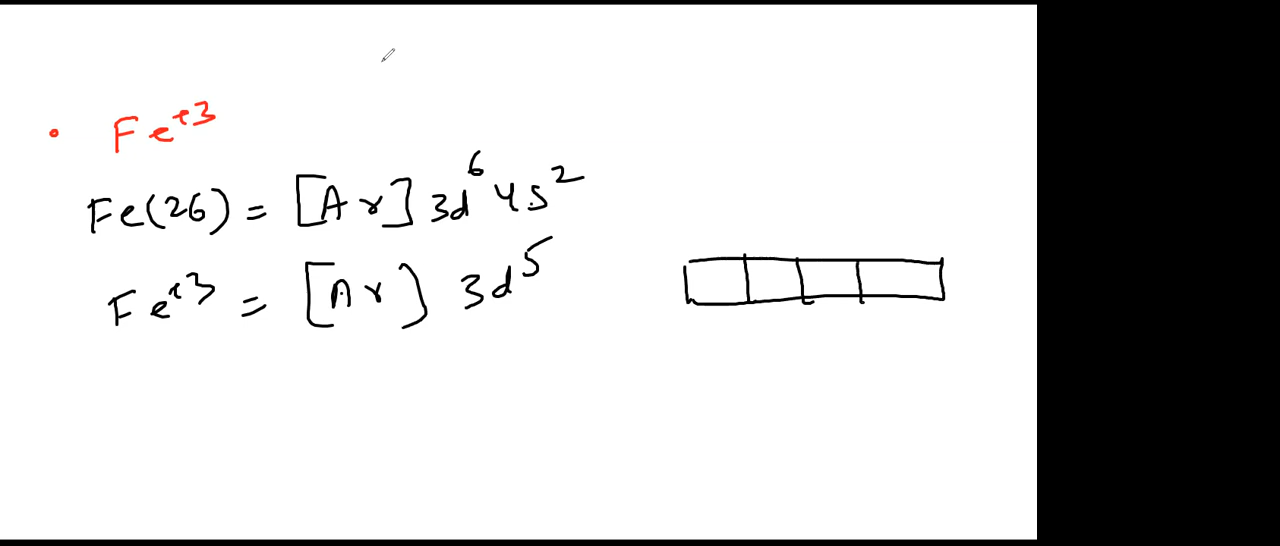 • Fe⁺³
Fe(26) = [Ar] 3d⁶ 4s²
Fe⁺³ = [Ar] 3d⁵